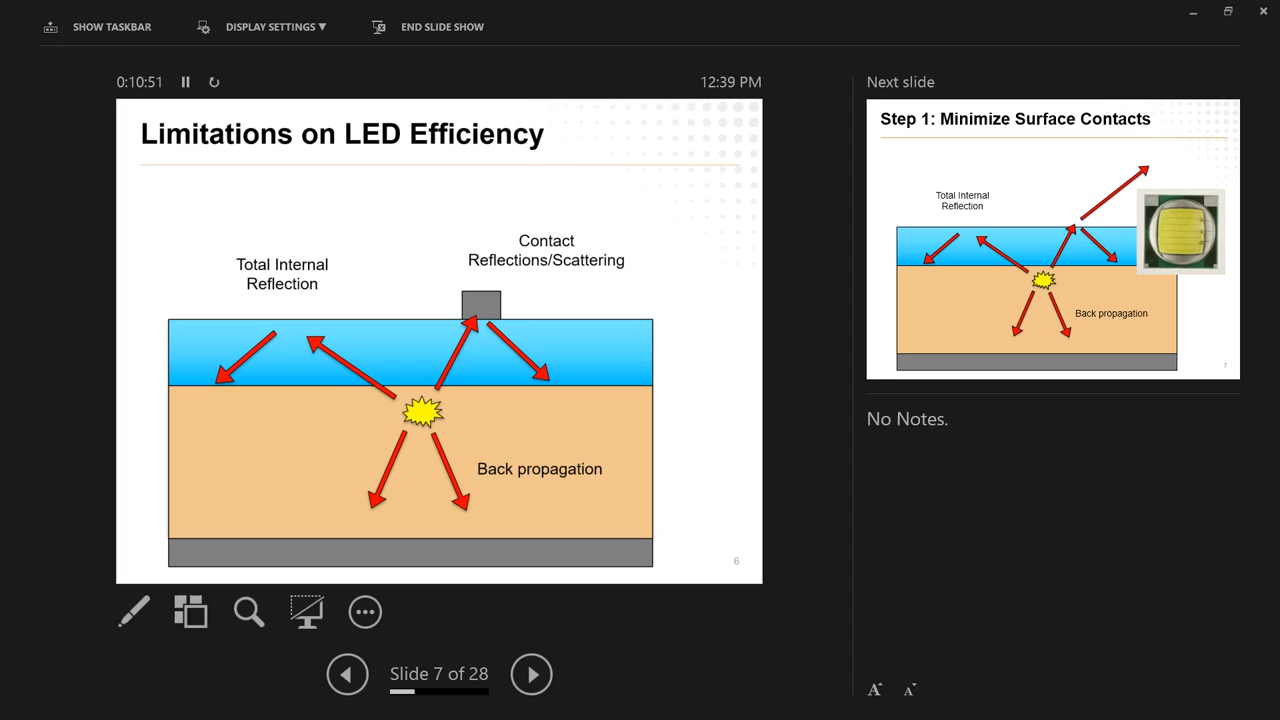 SHOW TASKBAR
DISPLAY SETTINGS ▼
END SLIDE SHOW
0:10:51
12:39 PM
Limitations on LED Efficiency
Total Internal
Reflection
Contact
Reflections/Scattering
Back propagation
6
Next slide
Step 1: Minimize Surface Contacts
Total Internal
Reflection
Back propagation
7
No Notes.
Slide 7 of 28
A
A